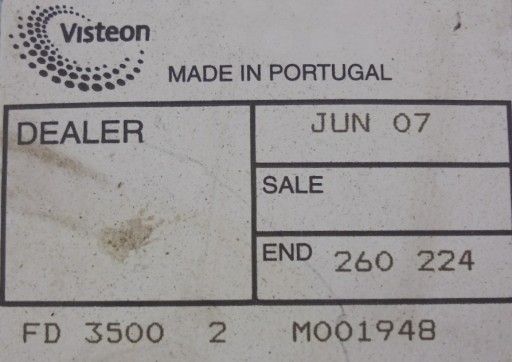 Visteon
MADE IN PORTUGAL
DEALER
JUN 07
SALE
END 260 224
FD 3500 2 M001948